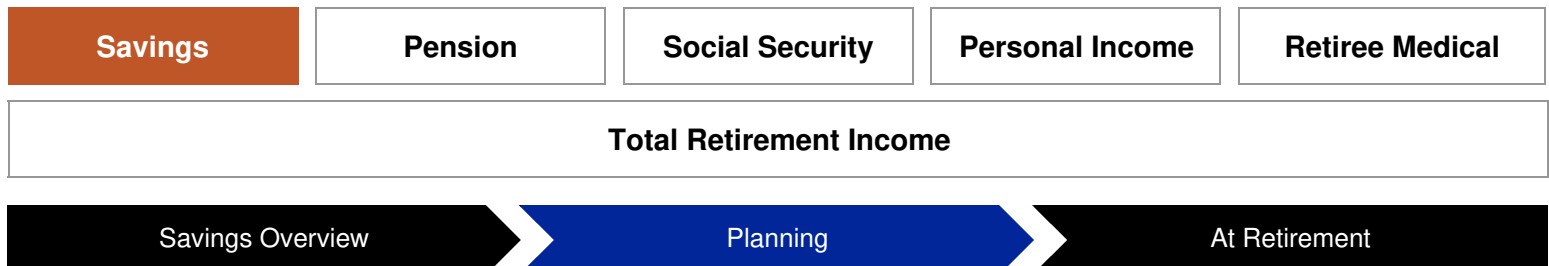 Savings Pension Social Security Personal Income Retiree Medical
Total Retirement Income
Savings Overview Planning At Retirement